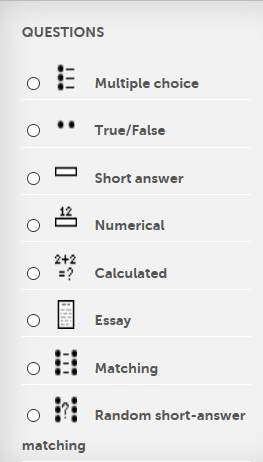 QUESTIONS
Multiple choice
True/False
Short answer
12
Numerical
2+2
=?
Calculated
Essay
Matching
?
Random short-answer
matching